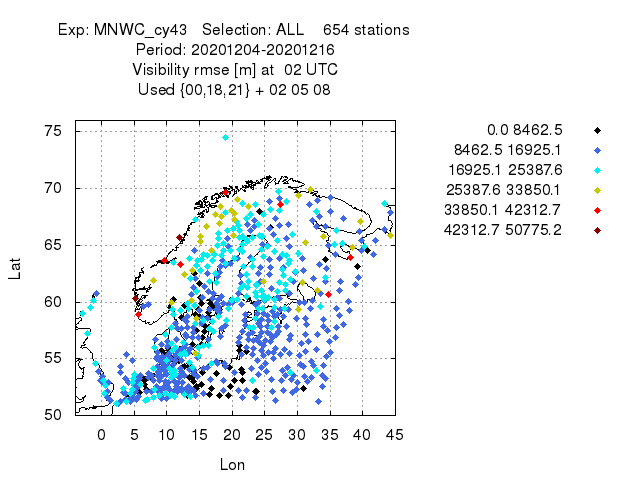 Exp: MNWC_cy43 Selection: ALL 654 stations
Period: 20201204-20201216
Visibility rmse [m] at 02 UTC
Used {00,18,21} + 02 05 08
0.0 8462.5
8462.5 16925.1
16925.1 25387.6
25387.6 33850.1
33850.1 42312.7
42312.7 50775.2
75
70
65
60
55
50
Lat
0 5 10 15 20 25 30 35 40 45
Lon